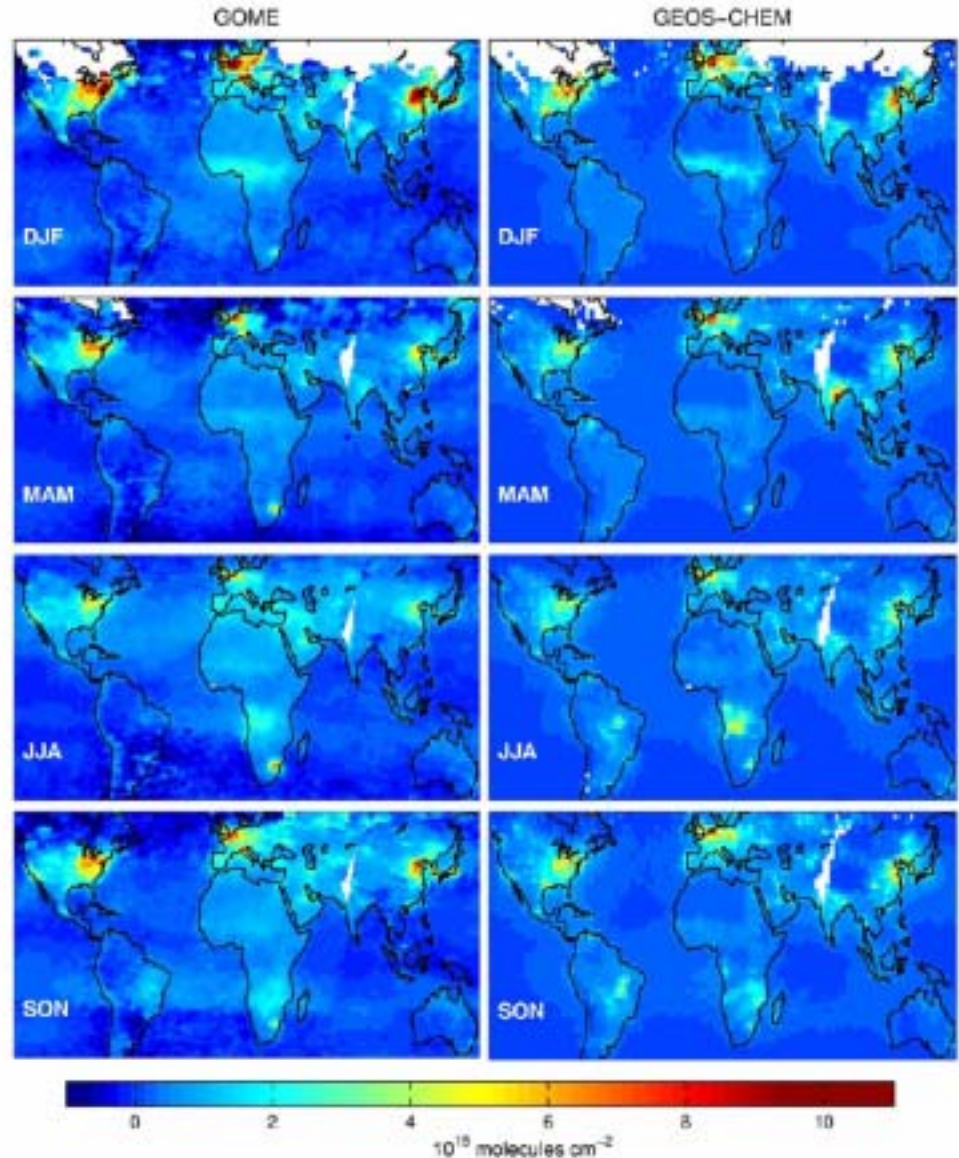 GOME GEOS-CHEM
DJF DJF
MAM MAM
JJA JJA
SON SON
0 2 4 6 8 10
10¹⁵ molecules cm⁻²